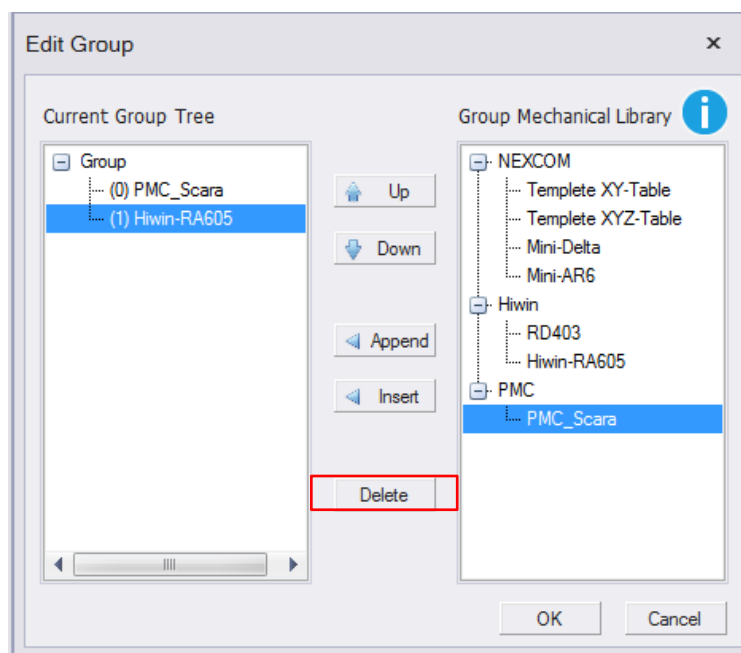 Edit Group
Current Group Tree
Group
(0) PMC_Scara
(1) Hiwin-RA605
Up
Down
Append
Insert
Delete
Group Mechanical Library
NEXCOM
Templete XY-Table
Templete XYZ-Table
Mini-Delta
Mini-AR6
Hiwin
RD403
Hiwin-RA605
PMC
PMC_Scara
OK
Cancel